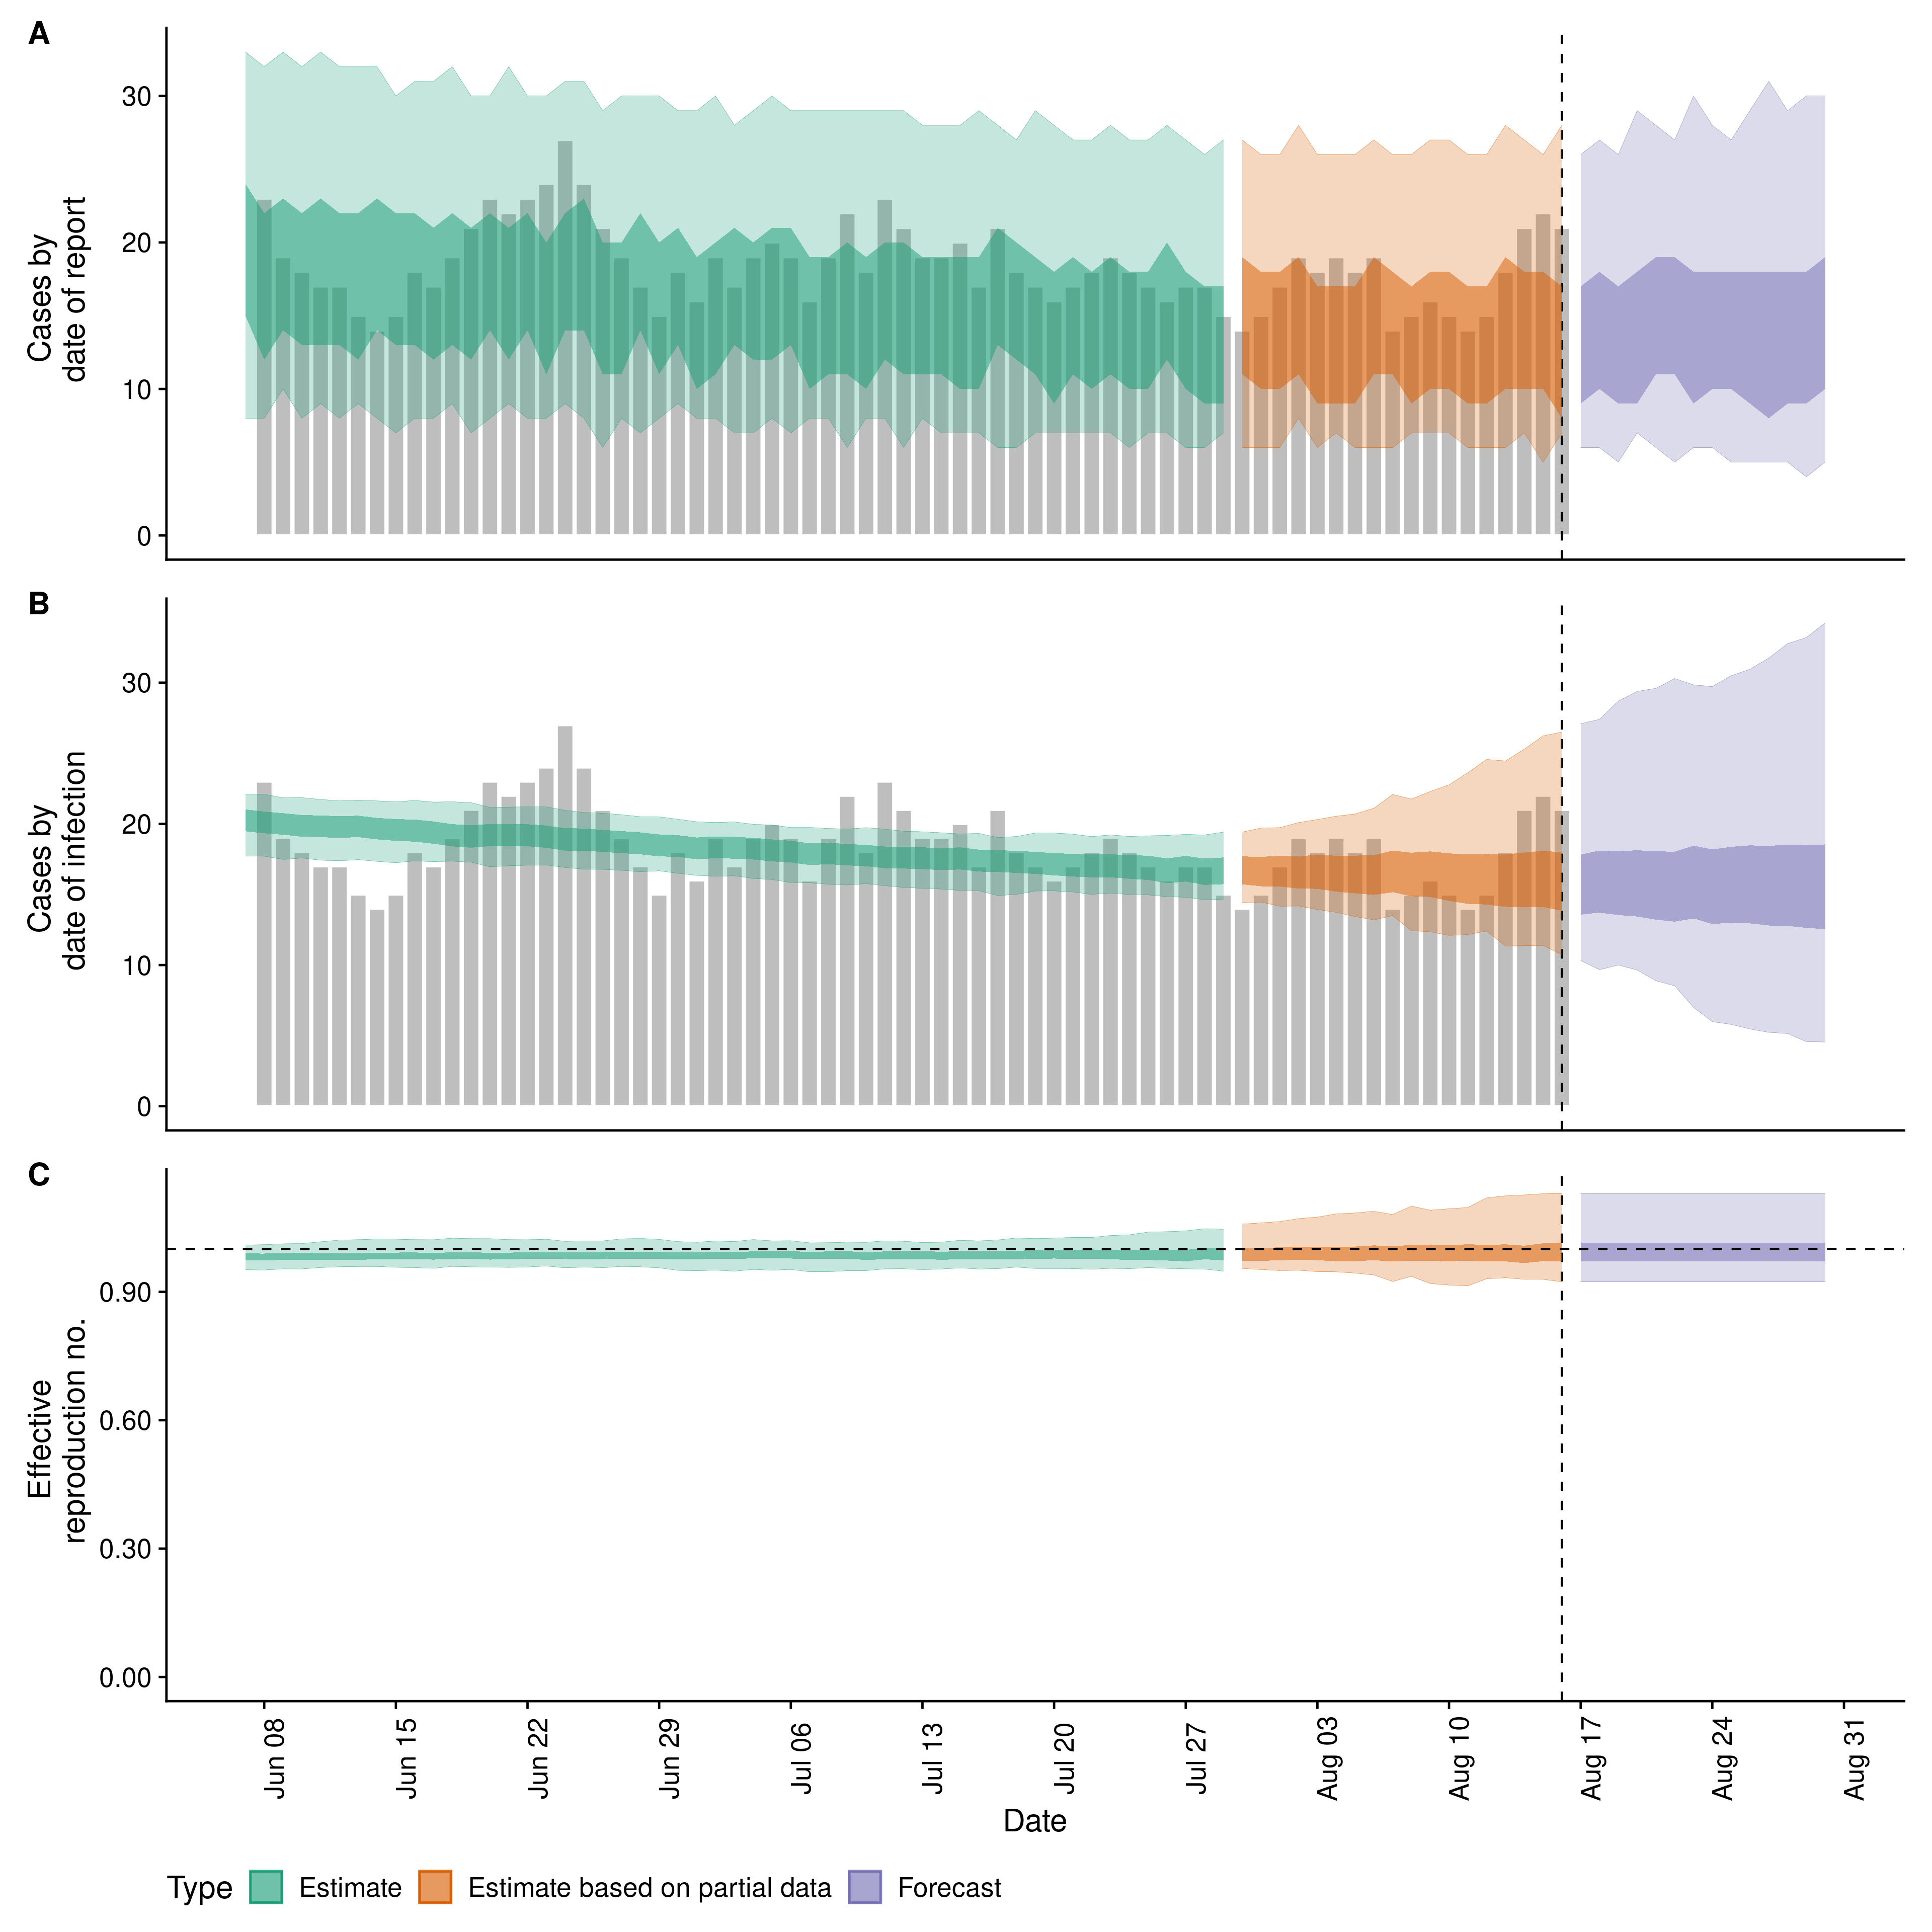 A
Cases by
date of report
30
20
10
0
B
Cases by
date of infection
30
20
10
0
C
Effective
reproduction no.
0.90
0.60
0.30
0.00
Jun 08
Jun 15
Jun 22
Jun 29
Jul 06
Jul 13
Jul 20
Jul 27
Aug 03
Aug 10
Aug 17
Aug 24
Aug 31
Date
Type Estimate Estimate based on partial data Forecast